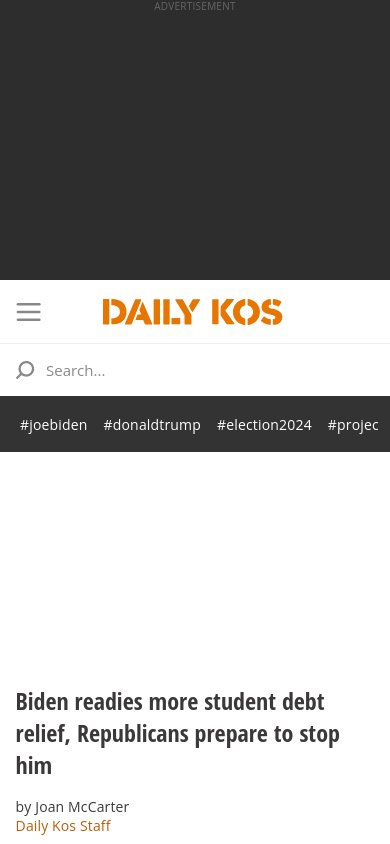 ADVERTISEMENT
DAILY KOS
Search...
#joebiden #donaldtrump #election2024 #projec
Biden readies more student debt
relief, Republicans prepare to stop
him
by Joan McCarter
Daily Kos Staff